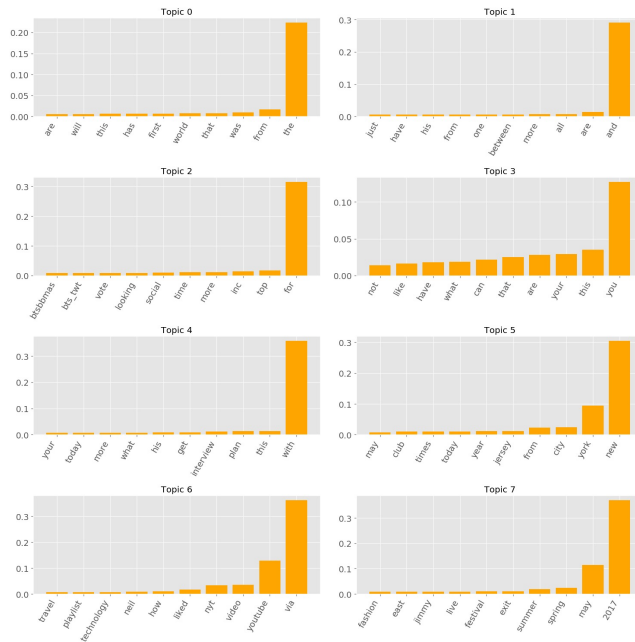 Topic 0
0.20
0.15
0.10
0.05
0.00
are will this has first world that was from the
Topic 1
0.3
0.2
0.1
0.0
just have his from one between more all are and
Topic 2
0.3
0.2
0.1
0.0
btsbbmas bts_twt vote looking social time more inc top for
Topic 3
0.10
0.05
0.00
not like have what can that are your this you
Topic 4
0.3
0.2
0.1
0.0
your today more what his get interview plan this with
Topic 5
0.3
0.2
0.1
0.0
may club times today year jersey from city york new
Topic 6
0.3
0.2
0.1
0.0
travel playlist technology neil how liked nyt video youtube via
Topic 7
0.3
0.2
0.1
0.0
fashion east jimmy live festival exit summer spring may 2017